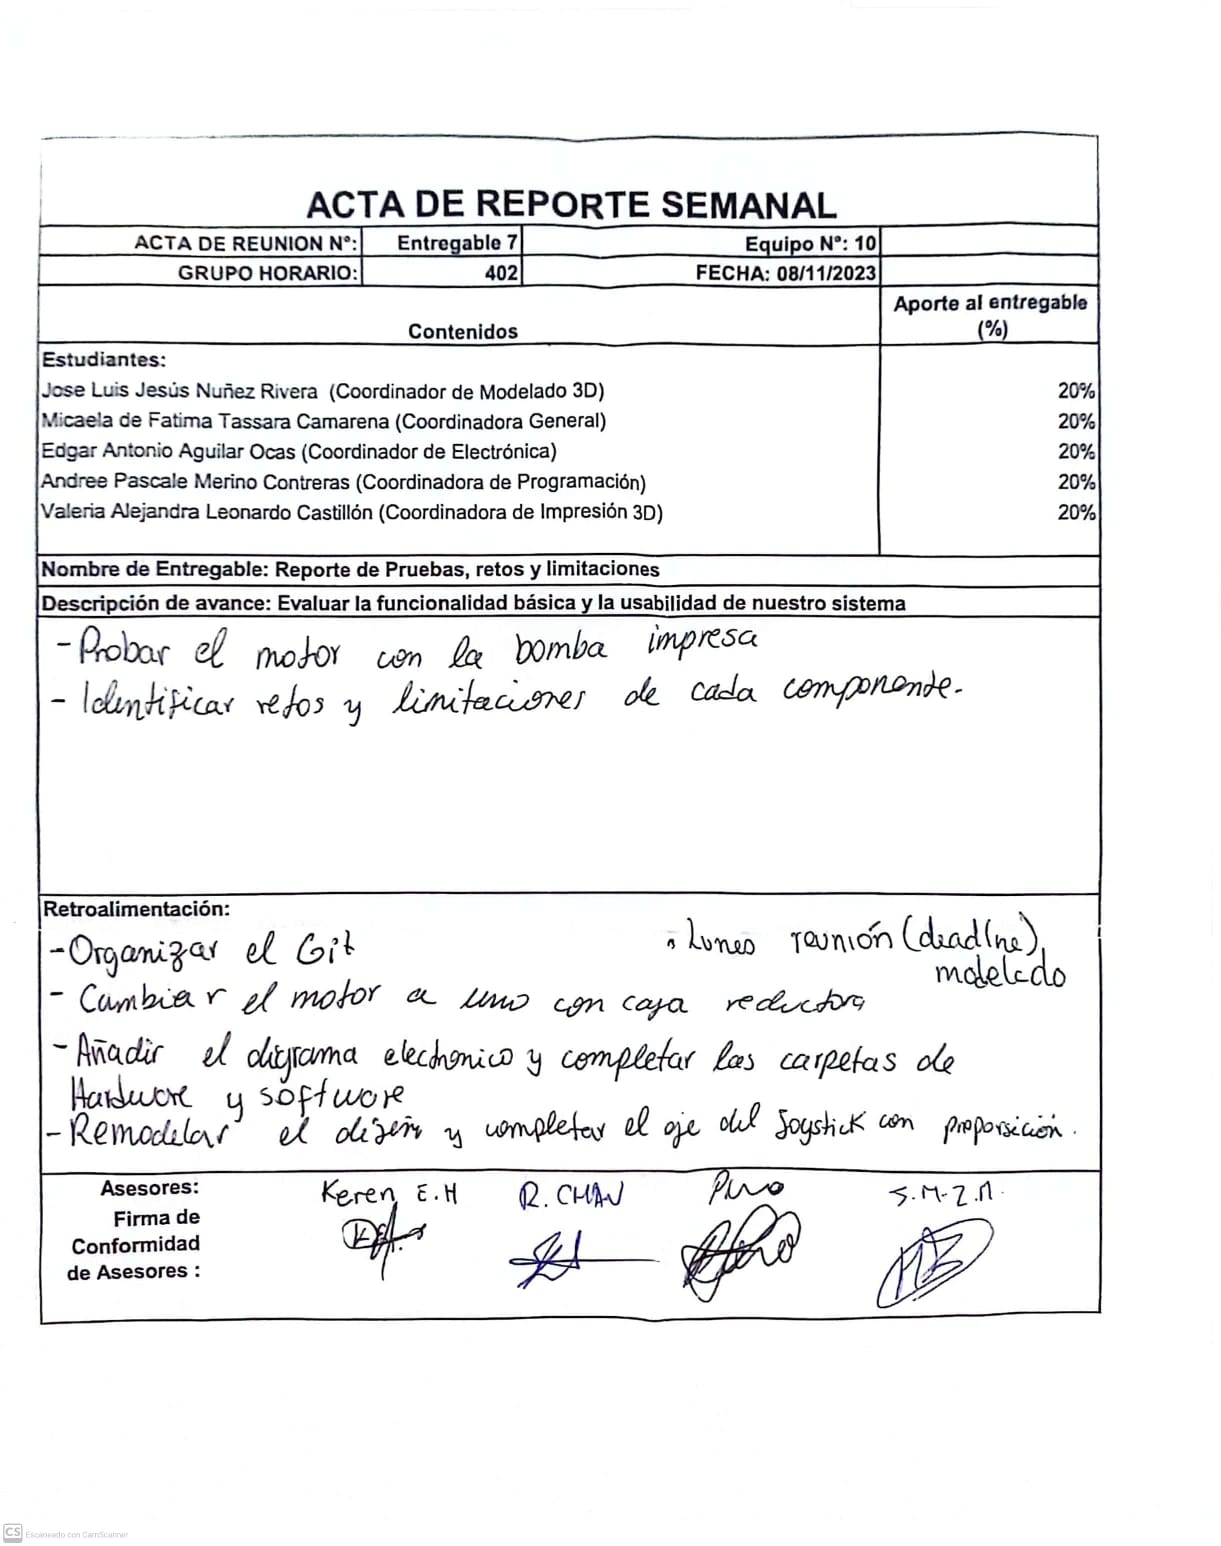 ACTA DE REPORTE SEMANAL
ACTA DE REUNION Nº: Entregable 7 Equipo Nº: 10
GRUPO HORARIO: 402 FECHA: 08/11/2023
Contenidos Aporte al entregable (%)
Estudiantes:
Jose Luis Jesús Nuñez Rivera (Coordinador de Modelado 3D) 20%
Micaela de Fatima Tassara Camarena (Coordinadora General) 20%
Edgar Antonio Aguilar Ocas (Coordinador de Electrónica) 20%
Andree Pascale Merino Contreras (Coordinadora de Programación) 20%
Valeria Alejandra Leonardo Castillón (Coordinadora de Impresión 3D) 20%
Nombre de Entregable: Reporte de Pruebas, retos y limitaciones
Descripción de avance: Evaluar la funcionalidad básica y la usabilidad de nuestro sistema
- Probar el motor con la bomba impresa
- Identificar retos y limitaciones de cada componente.
Retroalimentación:
- Organizar el Git
• Lunes reunión (deadline),
modelado
- Cambiar el motor a uno con caja reductora
- Añadir el digrama electronico y completar las carpetas de
Hardware y software
- Remodelar el diseño y completar el eje del Joystick con proporsición.
Asesores: Keren E.H R. CHAN S.M-Z.M.
Firma de
Conformidad
de Asesores :
CS Escaneado con CamScanner